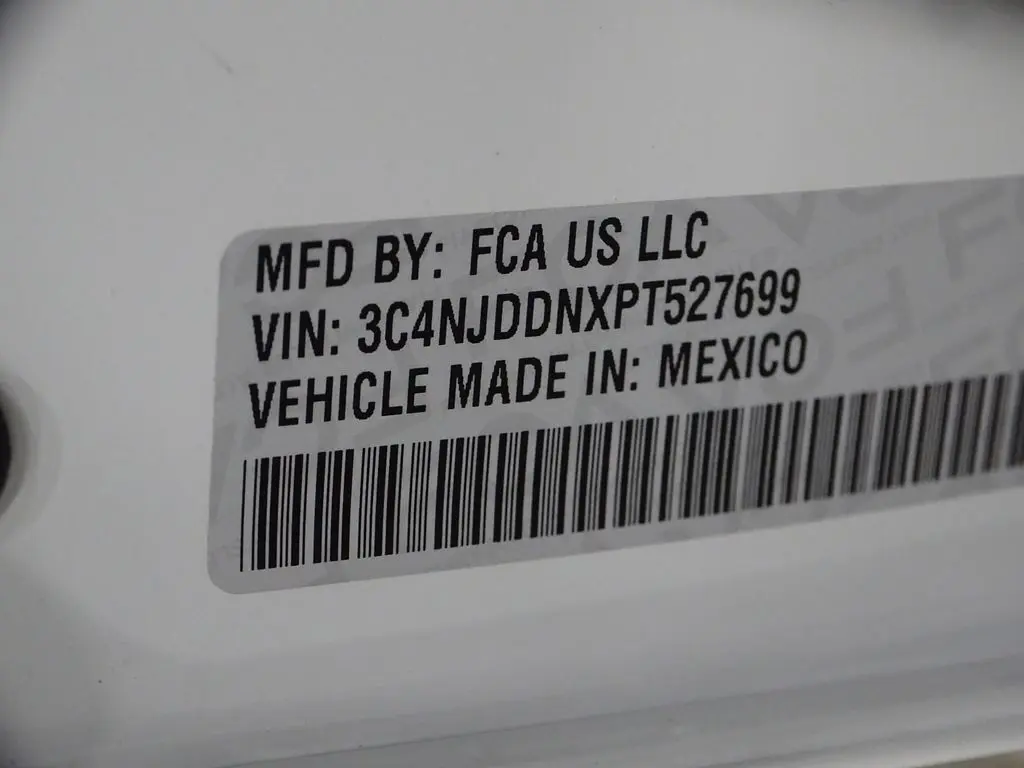 MFD BY: FCA US LLC
VIN: 3C4NJDDNXPT527699
VEHICLE MADE IN: MEXICO